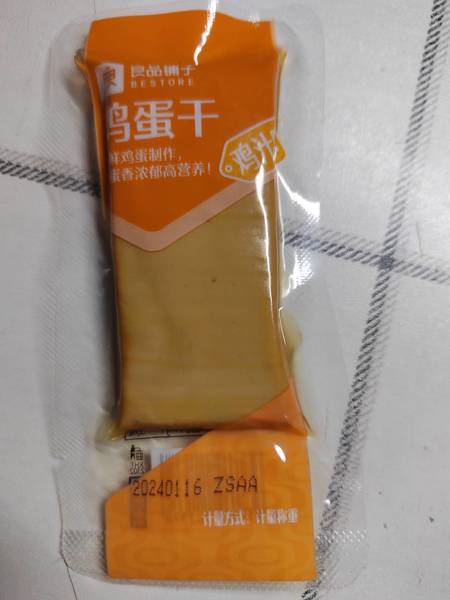 良品铺子
BESTORE
鸡蛋干
鲜鸡蛋制作,
蛋香浓郁高营养!
鸡汁
20240116 ZSAA
计量方式:计量称重